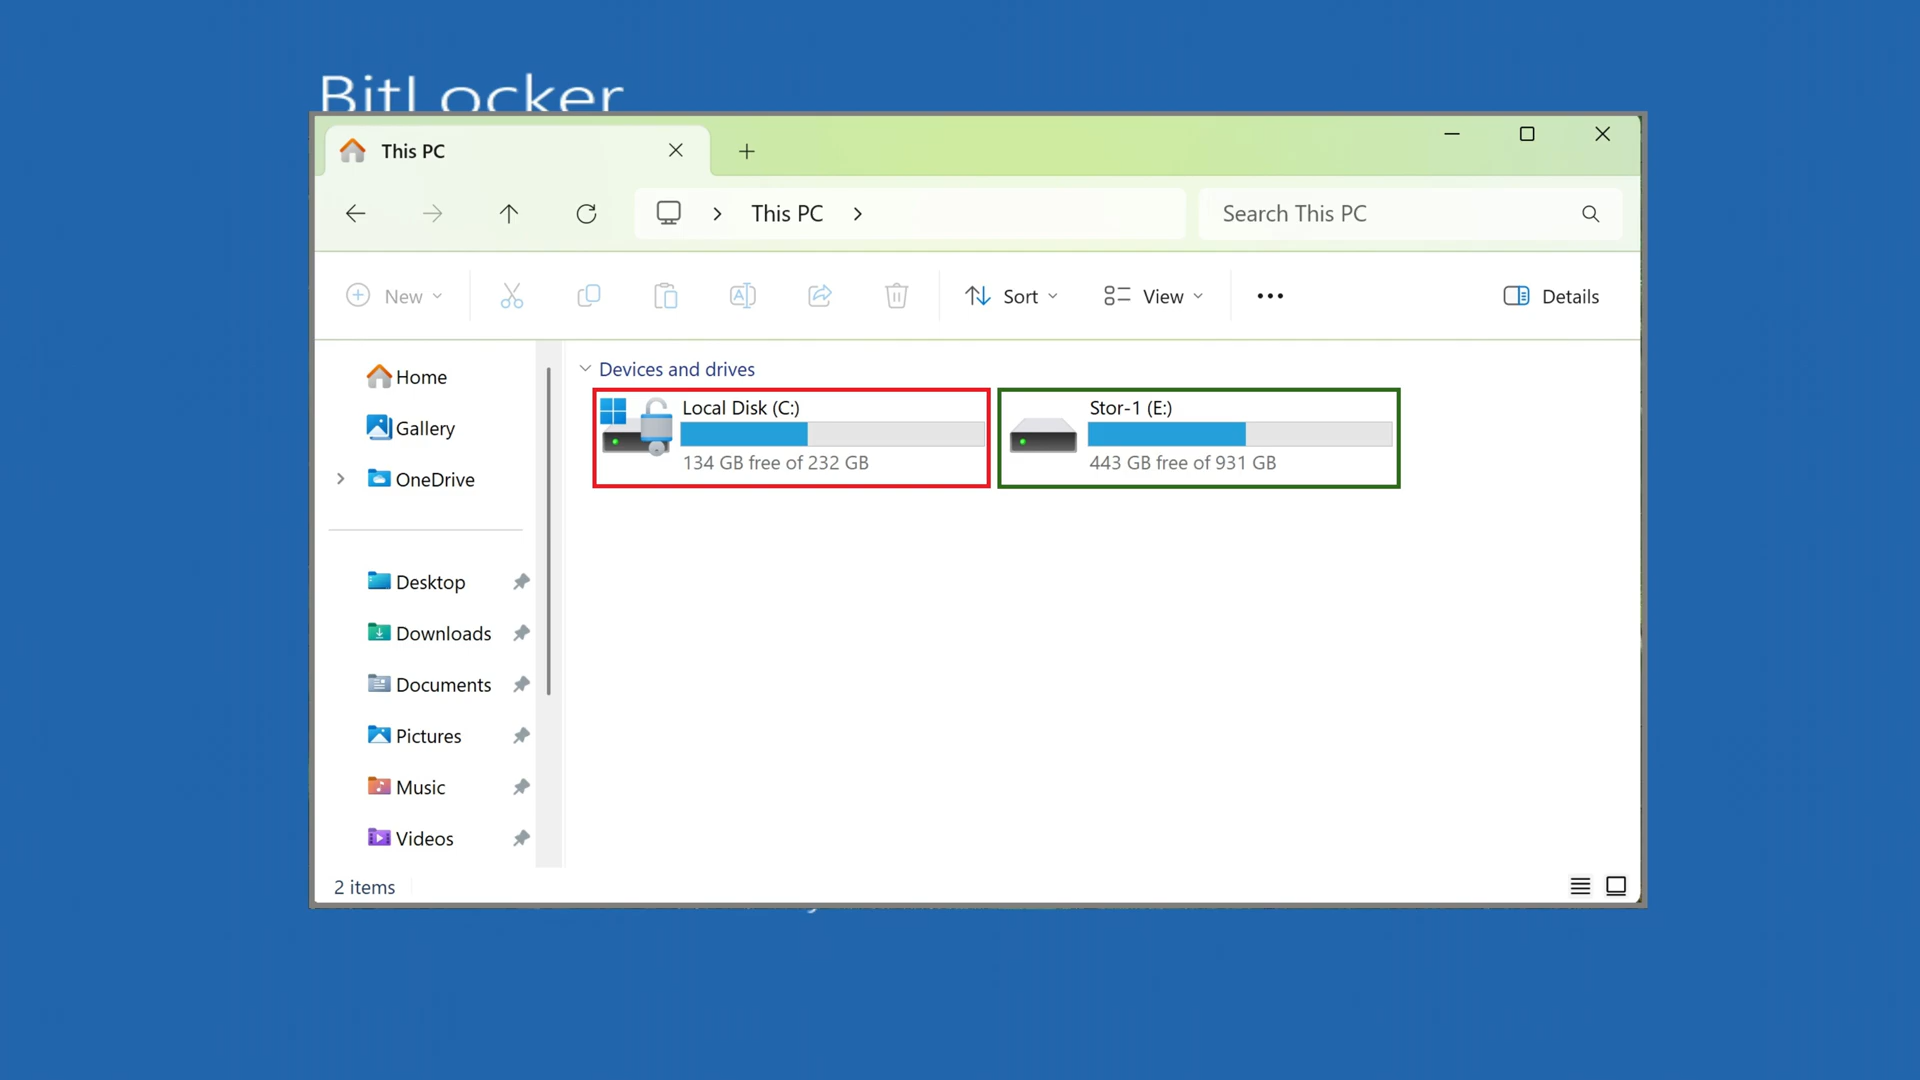 BitLocker
This PC
This PC
Search This PC
New
Sort
View
Details
Home
Gallery
OneDrive
Desktop
Downloads
Documents
Pictures
Music
Videos
Devices and drives
Local Disk (C:)
134 GB free of 232 GB
Stor-1 (E:)
443 GB free of 931 GB
2 items